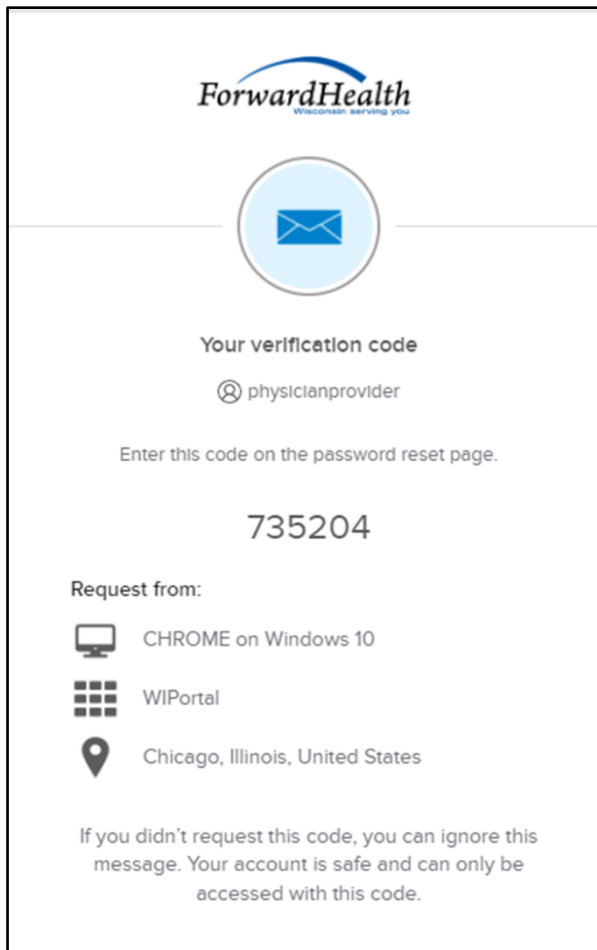 ForwardHealth
Wisconsin serving you
Your verification code
physicianprovider
Enter this code on the password reset page.
735204
Request from:
CHROME on Windows 10
WIPortal
Chicago, Illinois, United States
If you didn't request this code, you can ignore this
message. Your account is safe and can only be
accessed with this code.